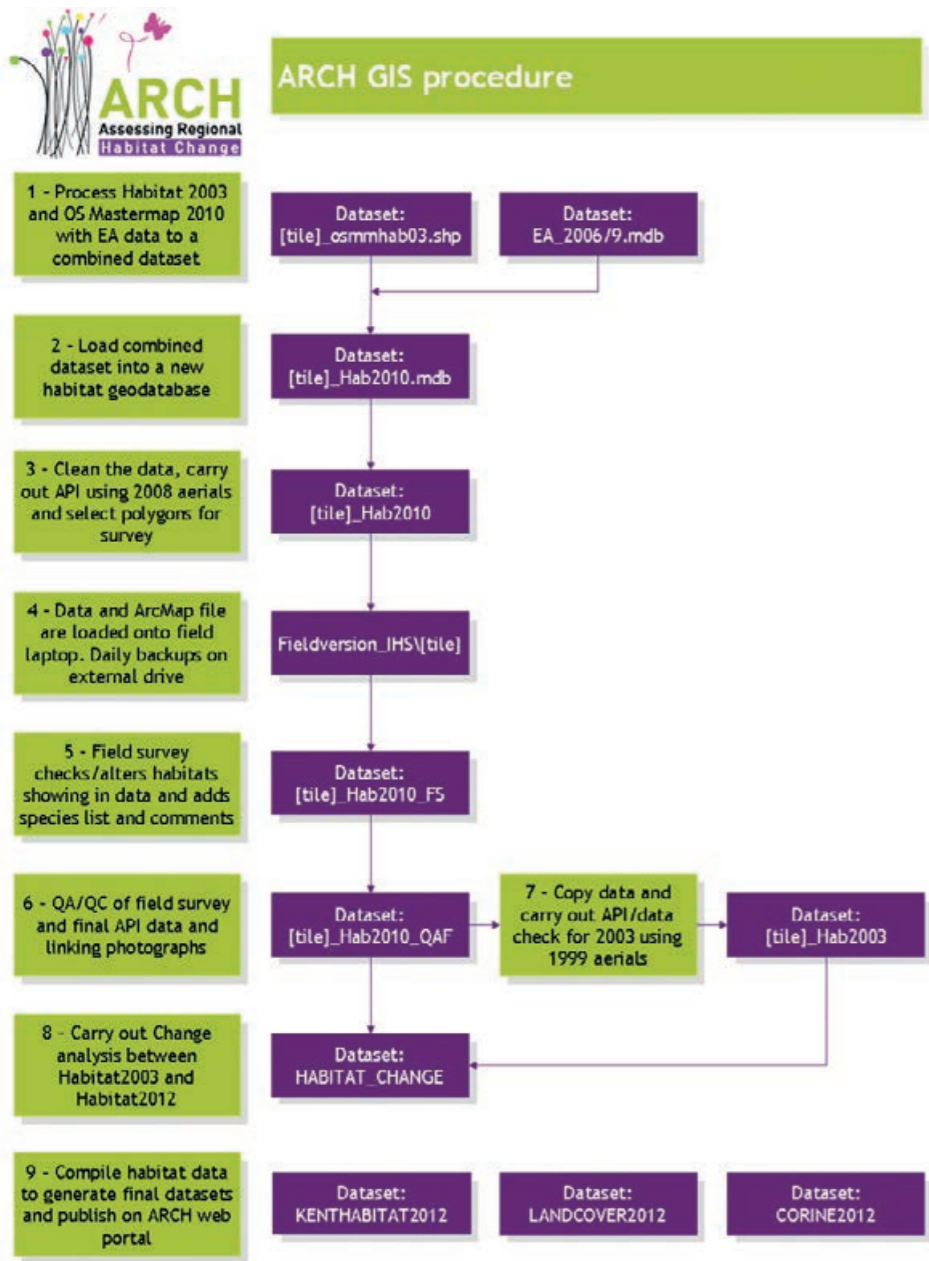 ARCH
Assessing Regional
Habitat Change
ARCH GIS procedure
1 - Process Habitat 2003
and OS Mastermap 2010
with EA data to a
combined dataset
Dataset:
[tile]_osmmhab03.shp
Dataset:
EA_2006/9.mdb
2 - Load combined
dataset into a new
habitat geodatabase
Dataset:
[tile]_Hab2010.mdb
3 - Clean the data, carry
out API using 2008 aerials
and select polygons for
survey
Dataset:
[tile]_Hab2010
4 - Data and ArcMap file
are loaded onto field
laptop. Daily backups on
external drive
Fieldversion_IHS\[tile]
5 - Field survey
checks/alters habitats
showing in data and adds
species list and comments
Dataset:
[tile]_Hab2010_FS
6 - QA/QC of field survey
and final API data and
linking photographs
Dataset:
[tile]_Hab2010_QAF
7 - Copy data and
carry out API/data
check for 2003 using
1999 aerials
Dataset:
[tile]_Hab2003
8 - Carry out Change
analysis between
Habitat2003 and
Habitat2012
Dataset:
HABITAT_CHANGE
9 - Compile habitat data
to generate final datasets
and publish on ARCH web
portal
Dataset:
KENTHABITAT2012
Dataset:
LANDCOVER2012
Dataset:
CORINE2012